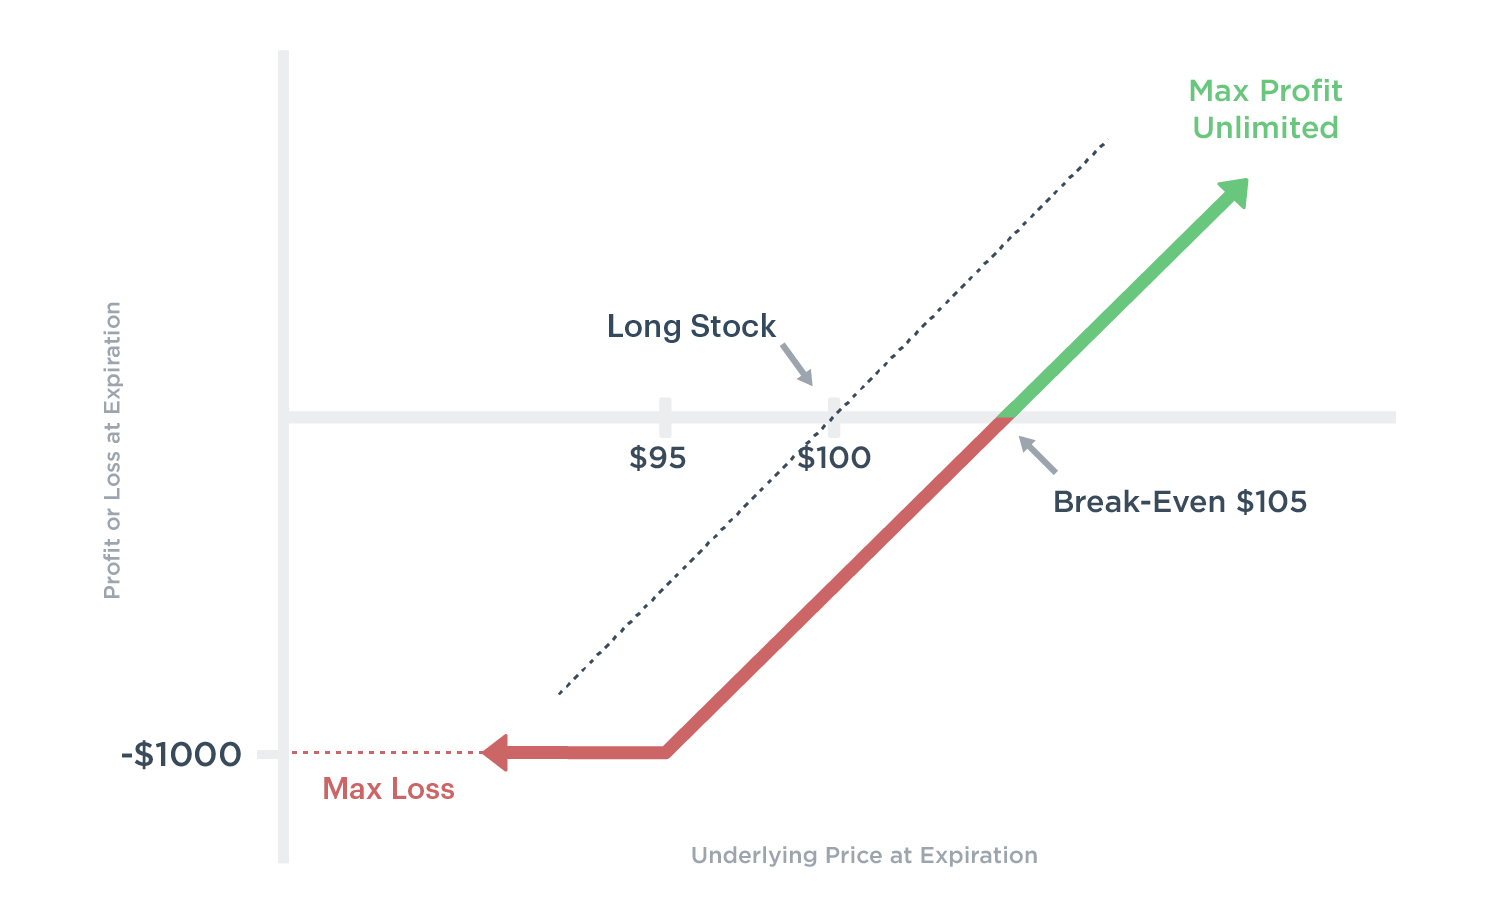 Max Profit
Unlimited
Long Stock
$95
$100
Break-Even $105
Profit or Loss at Expiration
-$1000
Max Loss
Underlying Price at Expiration